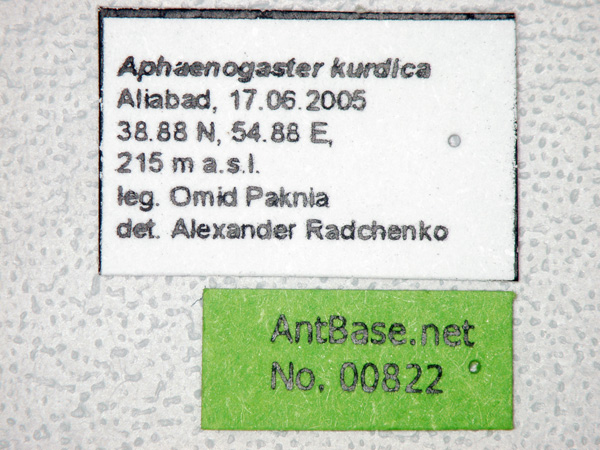 Aphaenogaster kurdica
Aliabad, 17.06.2005
38.88 N, 54.88 E,
215 m a.s.l.
leg. Omid Paknia
det. Alexander Radchenko
AntBase.net
No. 00822